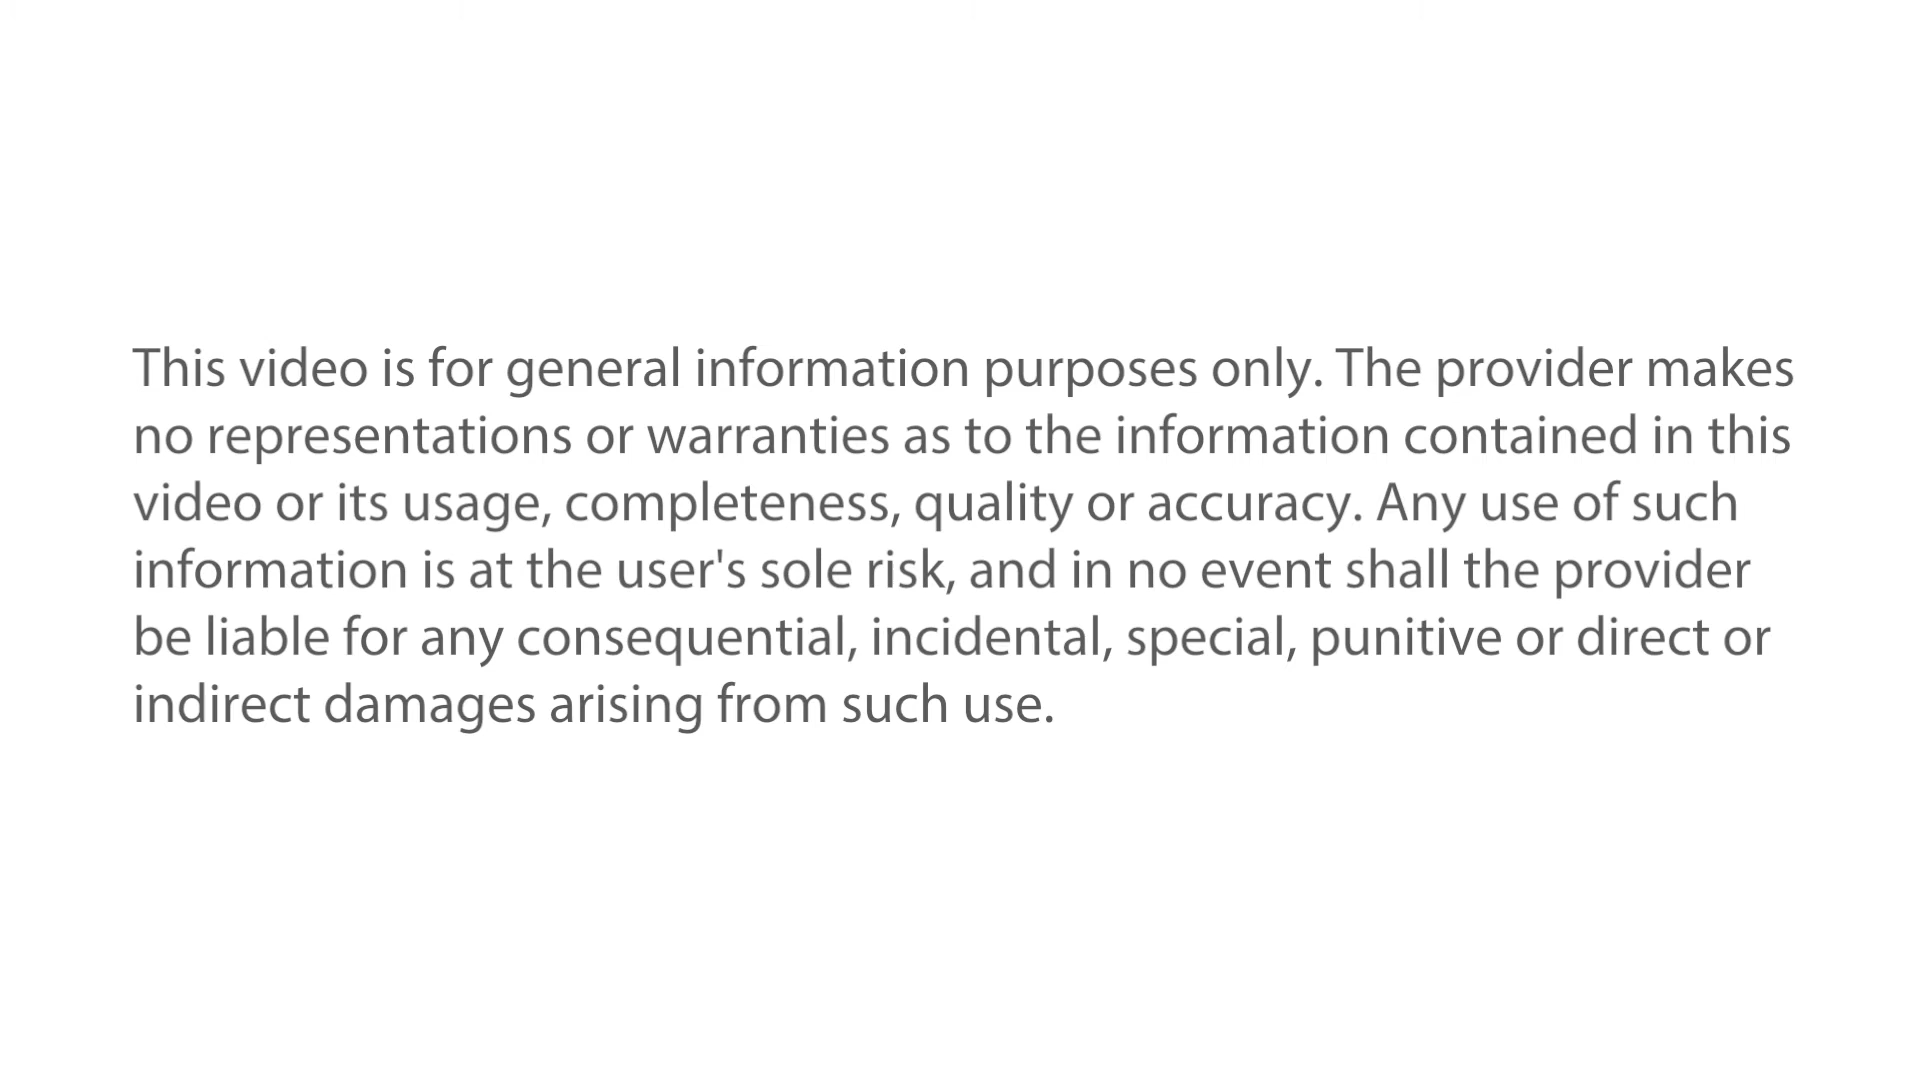 This video is for general information purposes only. The provider makes
no representations or warranties as to the information contained in this
video or its usage, completeness, quality or accuracy. Any use of such
information is at the user's sole risk, and in no event shall the provider
be liable for any consequential, incidental, special, punitive or direct or
indirect damages arising from such use.